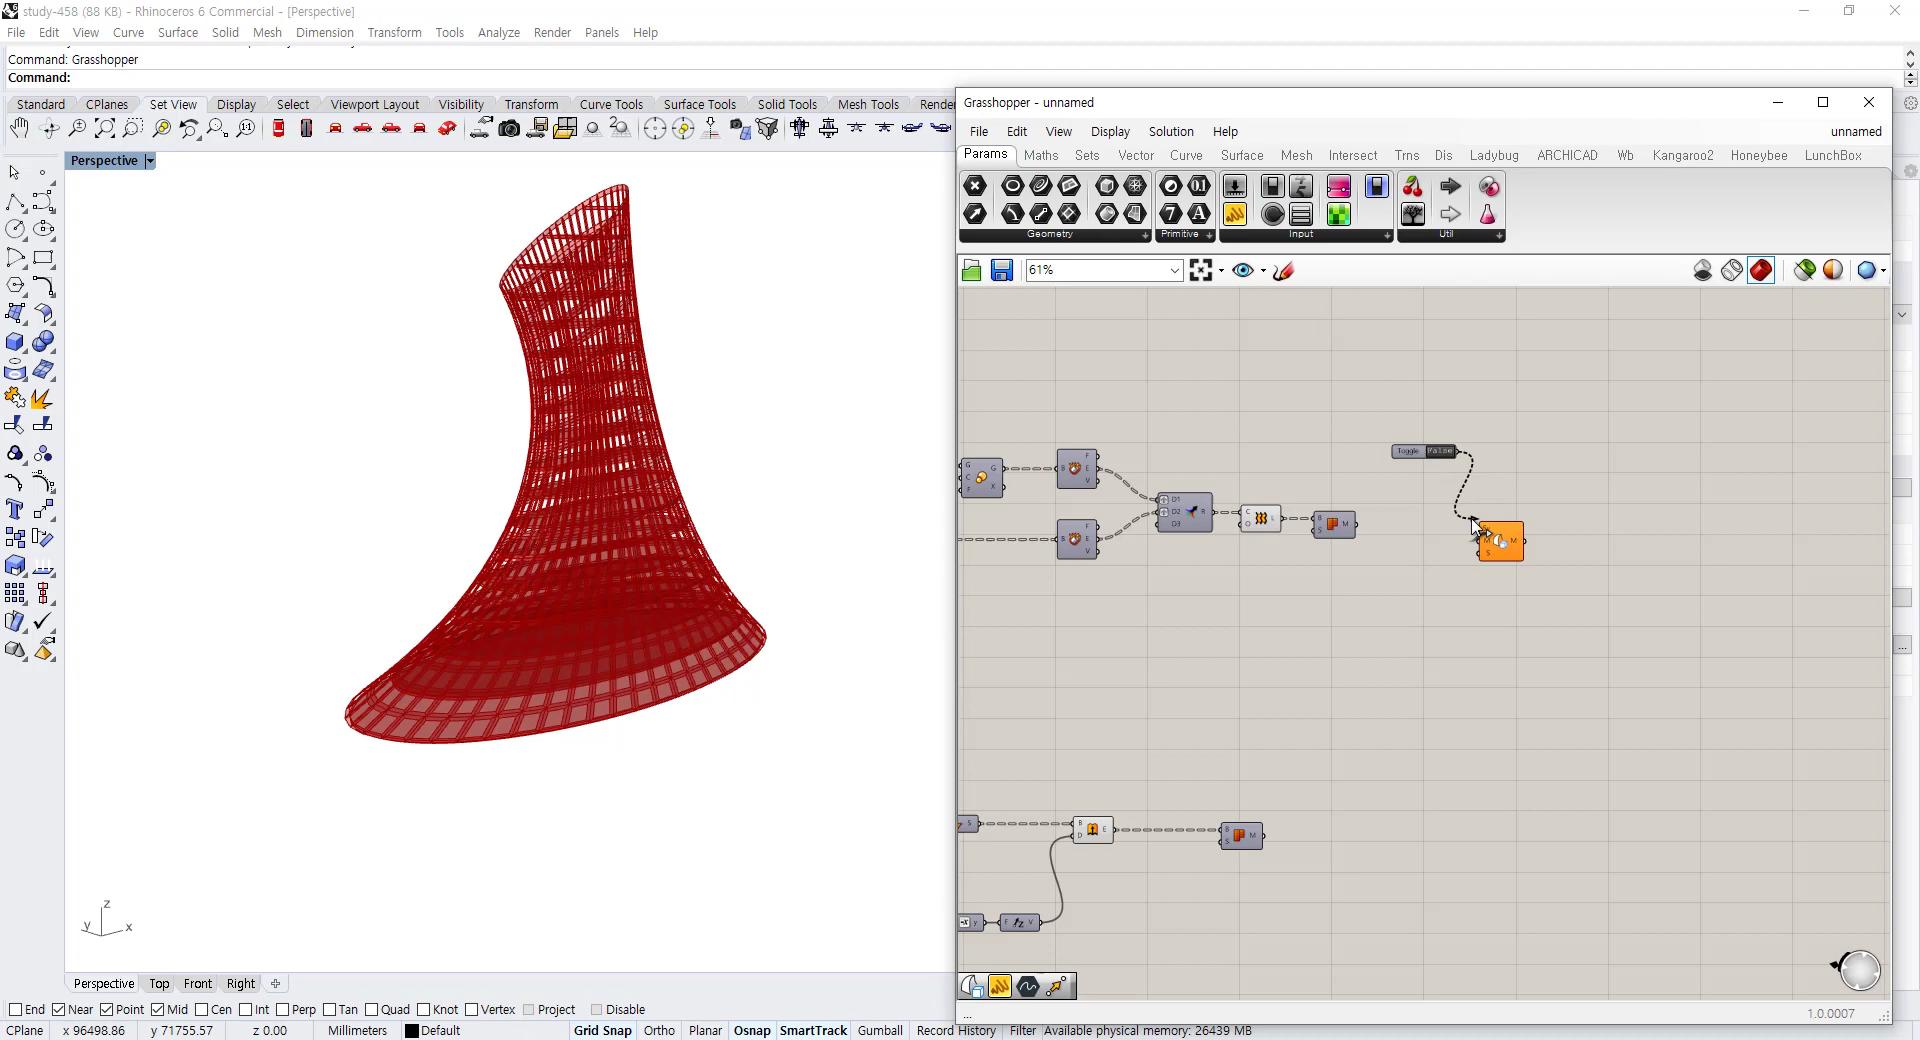 study-458 (88 KB) - Rhinoceros 6 Commercial - [Perspective]
File Edit View Curve Surface Solid Mesh Dimension Transform Tools Analyze Render Panels Help
Command: Grasshopper
Command:
Standard CPlanes Set View Display Select Viewport Layout Visibility Transform Curve Tools Surface Tools Solid Tools Mesh Tools Render
Perspective
Grasshopper - unnamed
File Edit View Display Solution Help unnamed
Params Maths Sets Vector Curve Surface Mesh Intersect Trns Dis Ladybug ARCHICAD Wb Kangaroo2 Honeybee LunchBox
Geometry Primitive Input Util
61%
Toggle False
G C F G X
B F E V
D1 D2 D3 R
C O L
B S M
M S M
B F E V
S
B D E
B S M
-x y
F V
z
y x
Perspective Top Front Right
End Near Point Mid Cen Int Perp Tan Quad Knot Vertex Project Disable
... 1.0.0007
CPlane x 96498.86 y 71755.57 z 0.00 Millimeters Default Grid Snap Ortho Planar Osnap SmartTrack Gumball Record History Filter Available physical memory: 26439 MB